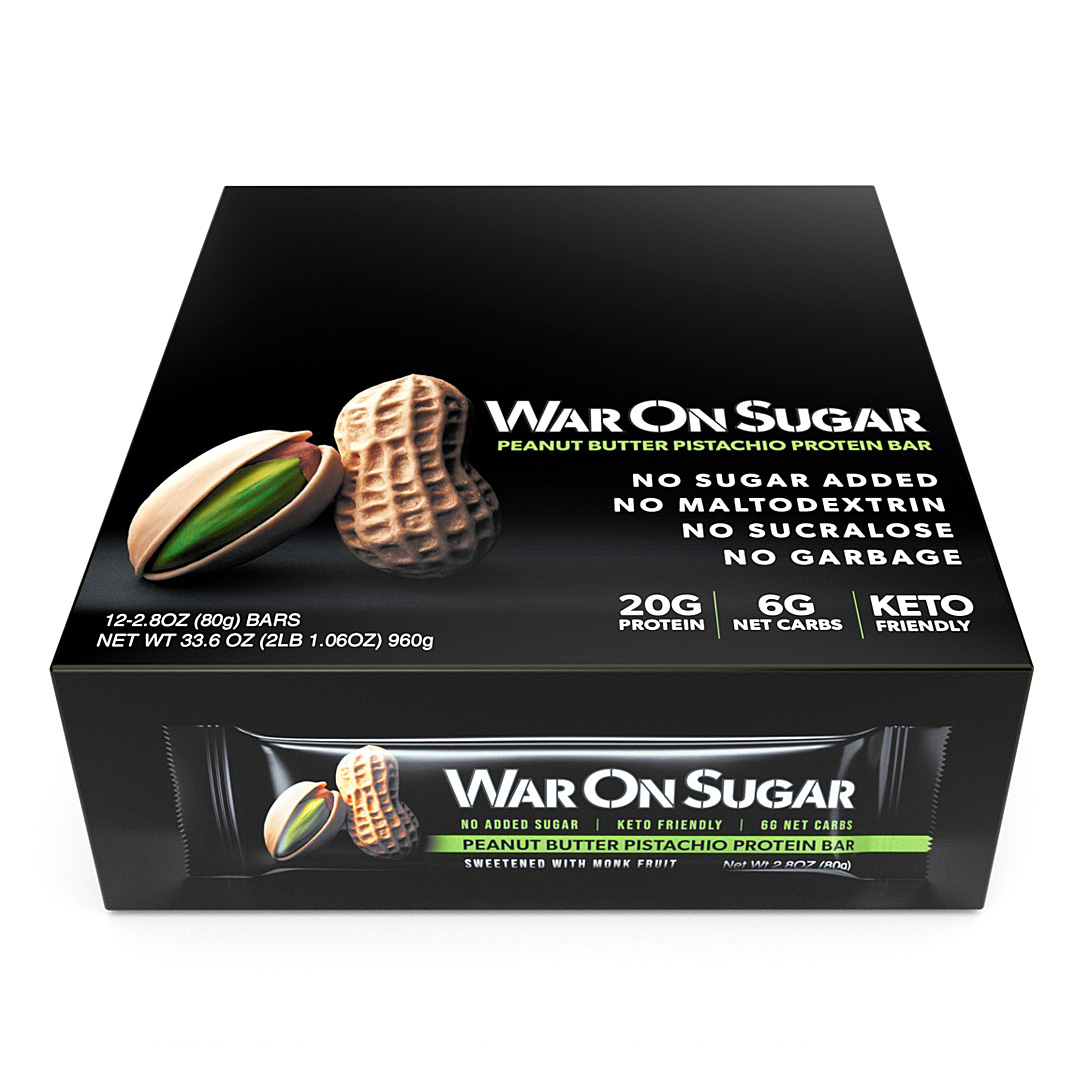 WAR ON SUGAR
PEANUT BUTTER PISTACHIO PROTEIN BAR
NO SUGAR ADDED
NO MALTODEXTRIN
NO SUCRALOSE
NO GARBAGE
20G PROTEIN | 6G NET CARBS | KETO FRIENDLY
12-2.8OZ (80g) BARS
NET WT 33.6 OZ (2LB 1.06OZ) 960g
WAR ON SUGAR
NO ADDED SUGAR | KETO FRIENDLY | 6G NET CARBS
PEANUT BUTTER PISTACHIO PROTEIN BAR
SWEETENED WITH MONK FRUIT Net Wt 2.8OZ (80g)